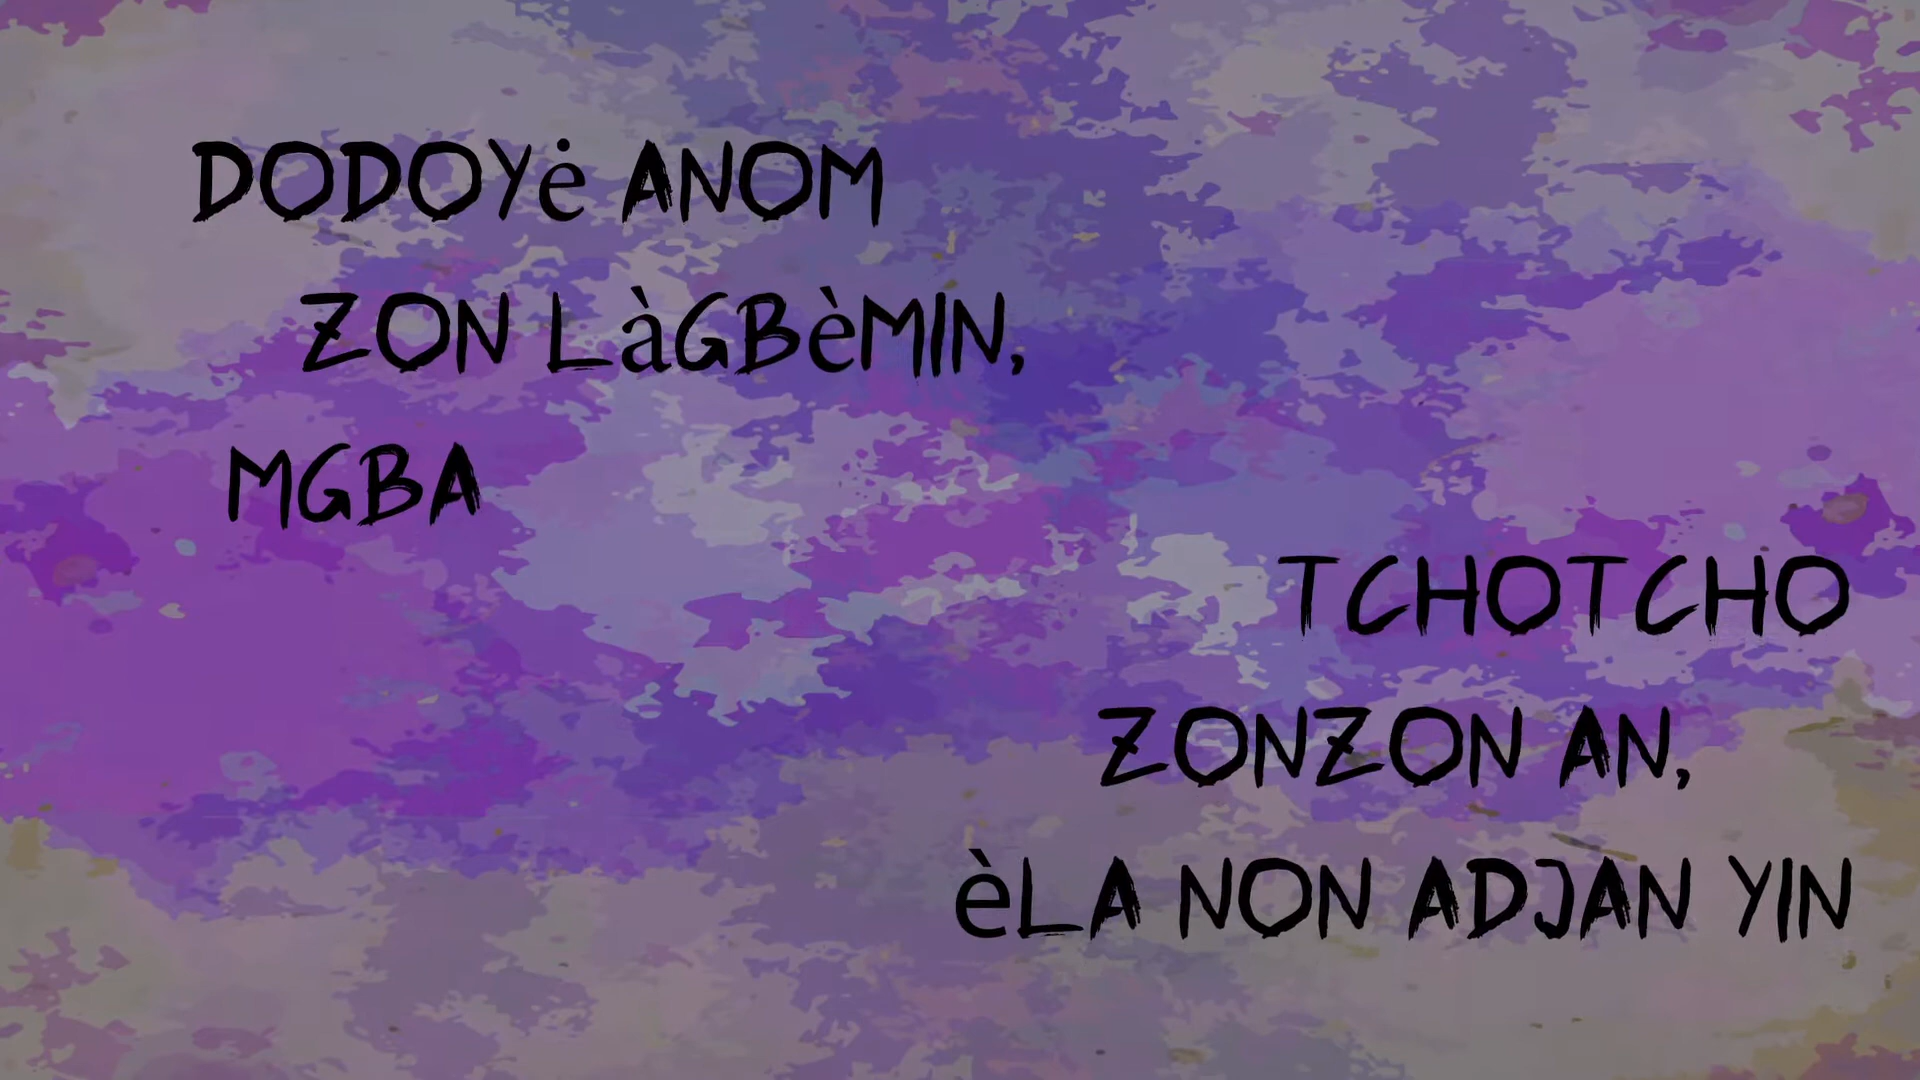 DODOYė ANOM
ZON LàGBèMIN,
MGBA
TCHOTCHO
ZONZON AN,
èLA NON ADJAN YIN